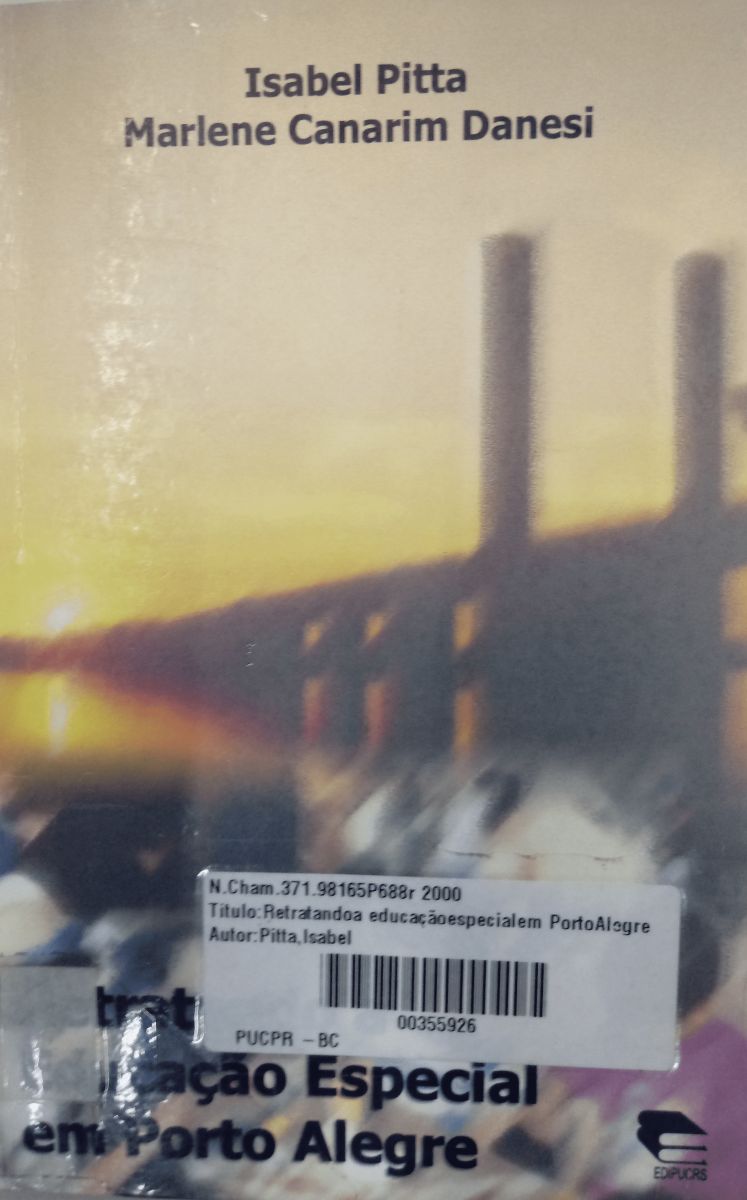 Isabel Pitta
Marlene Canarim Danesi
N.Cham.371.98165P688r 2000
Título:Retratandoa educaçãoespecialem PortoAlegre
Autor:Pitta,Isabel
00355926
PUCPR - BC
Especial
em Porto Alegre
EDIPUCRS